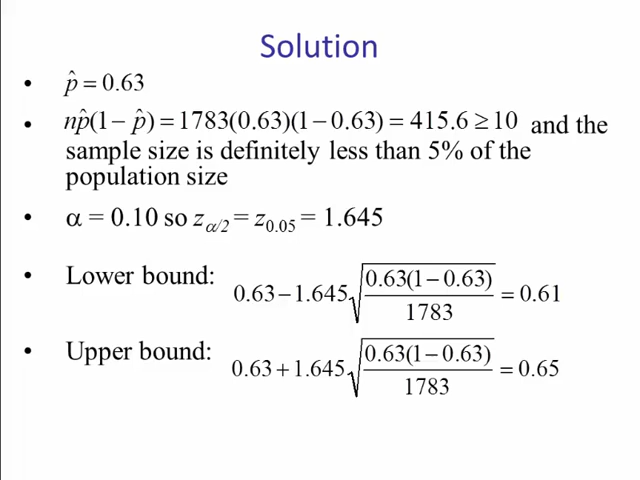 Solution
• p̂ = 0.63
• np̂(1− p̂) = 1783(0.63)(1−0.63) = 415.6 ≥ 10 and the
sample size is definitely less than 5% of the
population size
• α = 0.10 so z_{α/2} = z_{0.05} = 1.645
• Lower bound: 0.63−1.645√(0.63(1−0.63)/1783) = 0.61
• Upper bound: 0.63+1.645√(0.63(1−0.63)/1783) = 0.65